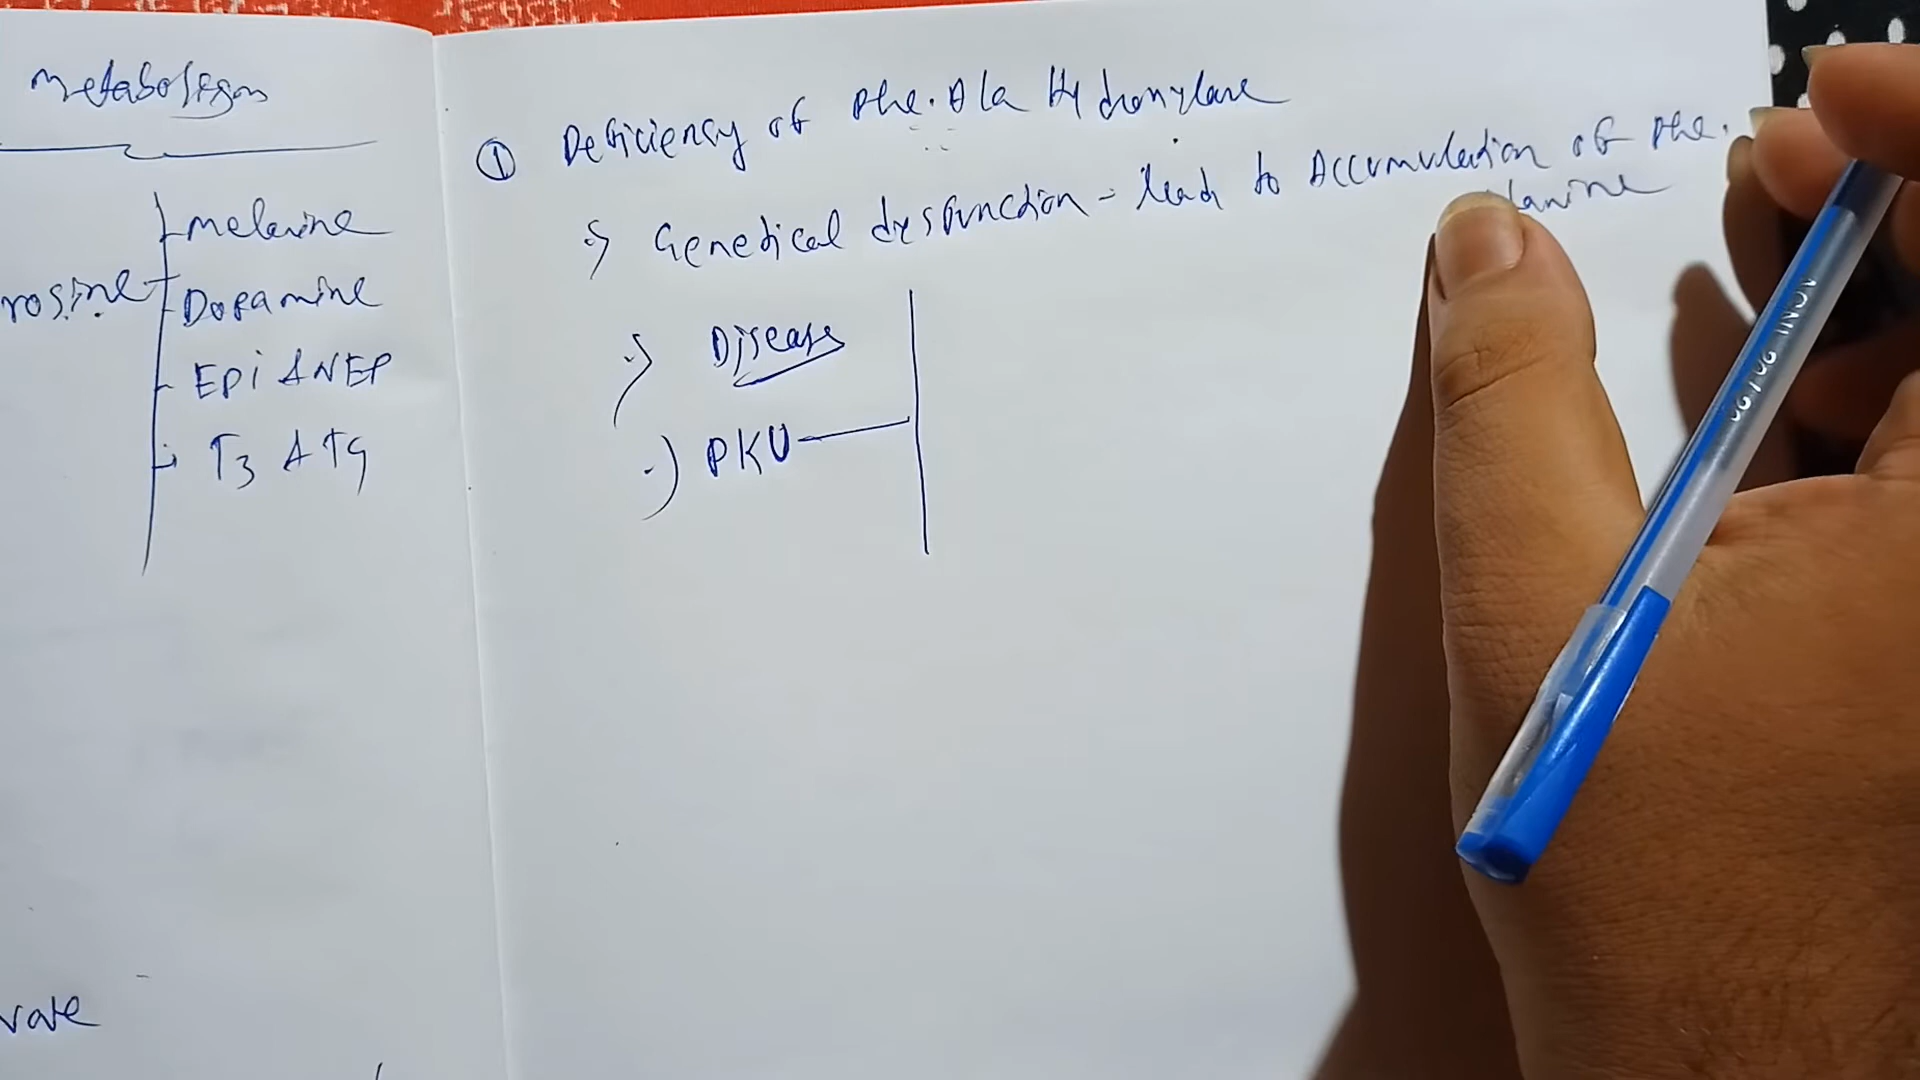 Metabolism
rosine
Melanine
Dopamine
EPi & NEP
T3 & T4
vate
① Deficiency of Phe. Ala Hydroxylase
Genetical dysfunction - lead to Accumulation of Phe.
lanine
Disease
PKU